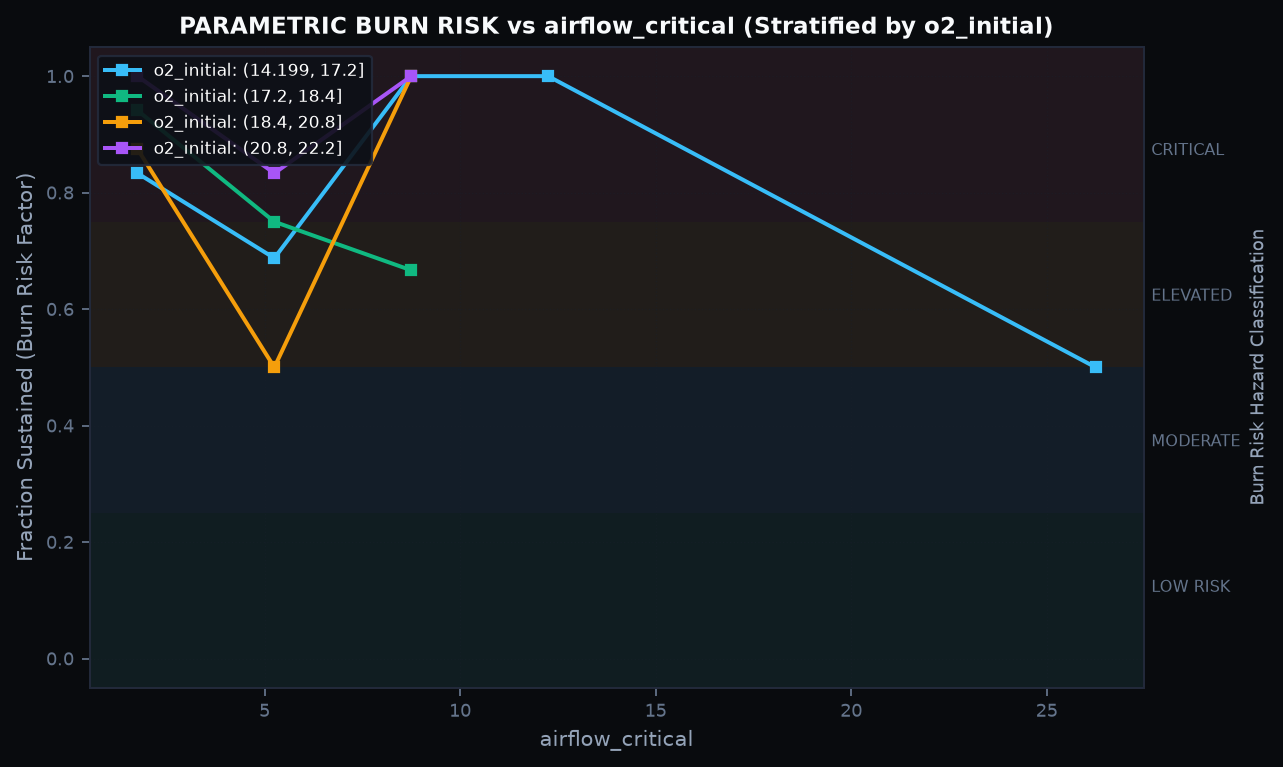 PARAMETRIC BURN RISK vs airflow_critical (Stratified by o2_initial)
o2_initial: (14.199, 17.2]
o2_initial: (17.2, 18.4]
o2_initial: (18.4, 20.8]
o2_initial: (20.8, 22.2]
Fraction Sustained (Burn Risk Factor)
1.0
0.8
0.6
0.4
0.2
0.0
CRITICAL
ELEVATED
MODERATE
LOW RISK
Burn Risk Hazard Classification
5
10
15
20
25
airflow_critical